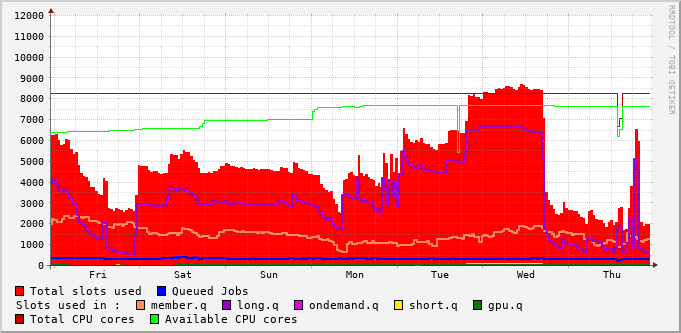 12000
11000
10000
9000
8000
7000
6000
5000
4000
3000
2000
1000
0
Fri Sat Sun Mon Tue Wed Thu
RRDTOOL / TOBI OETIKER
Total slots used Queued Jobs
Slots used in : member.q long.q ondemand.q short.q gpu.q
Total CPU cores Available CPU cores